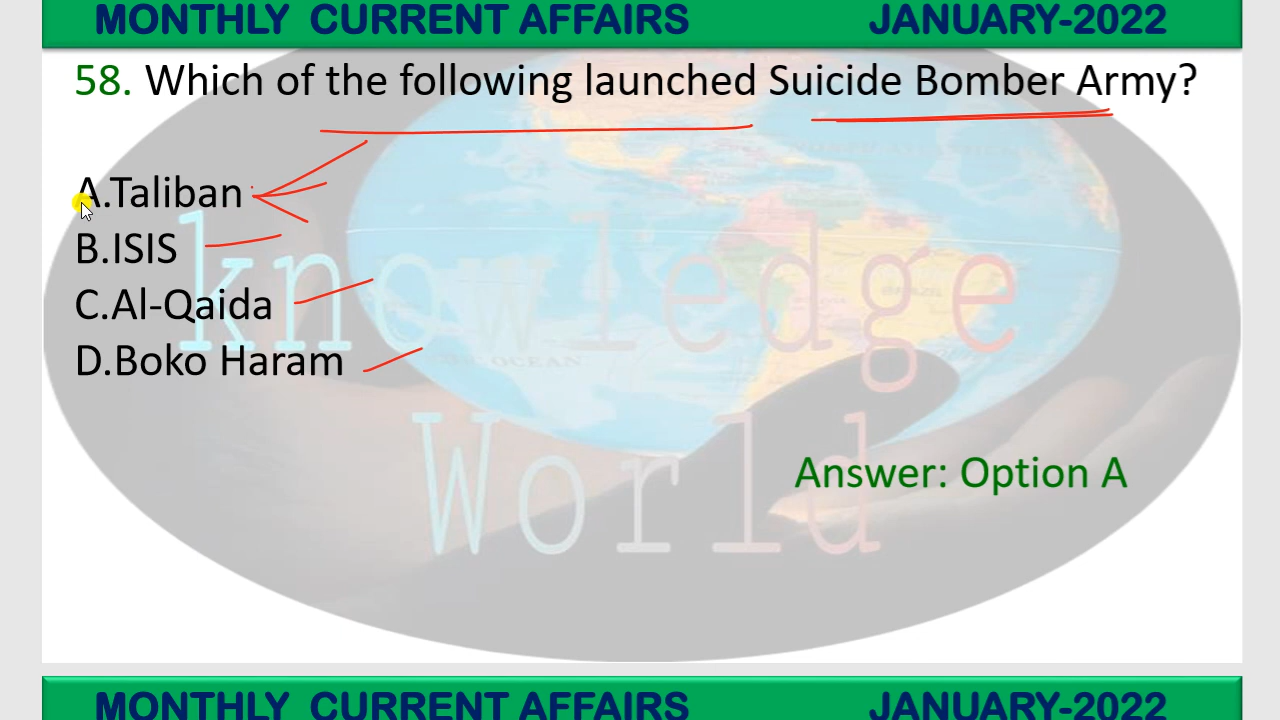 MONTHLY CURRENT AFFAIRS JANUARY-2022
58. Which of the following launched Suicide Bomber Army?
A.Taliban
B.ISIS
C.Al-Qaida
D.Boko Haram
knowledge
World
Answer: Option A
MONTHLY CURRENT AFFAIRS JANUARY-2022